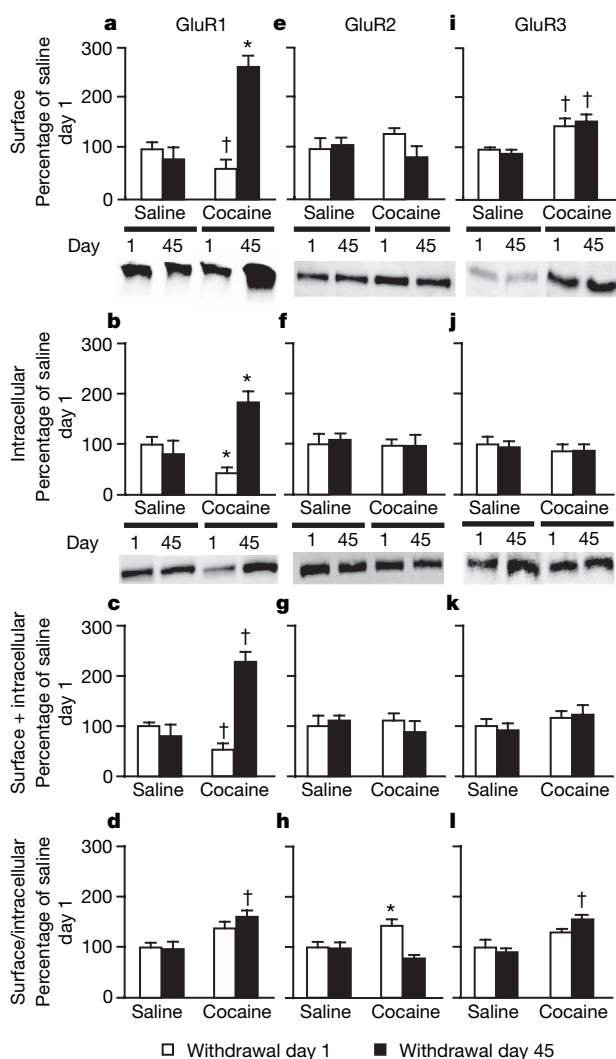 a GluR1 e GluR2 i GluR3
Surface
Percentage of saline
day 1
300
200
100
0
*
†
† †
Saline Cocaine Saline Cocaine Saline Cocaine
Day 1 45 1 45 1 45 1 45 1 45 1 45
b f j
Intracellular
Percentage of saline
day 1
300
200
100
0
*
*
Saline Cocaine Saline Cocaine Saline Cocaine
Day 1 45 1 45 1 45 1 45 1 45 1 45
c g k
Surface + intracellular
Percentage of saline
day 1
300
200
100
0
†
†
Saline Cocaine Saline Cocaine Saline Cocaine
d h l
Surface/intracellular
Percentage of saline
day 1
300
200
100
0
† * †
Saline Cocaine Saline Cocaine Saline Cocaine
Withdrawal day 1 Withdrawal day 45